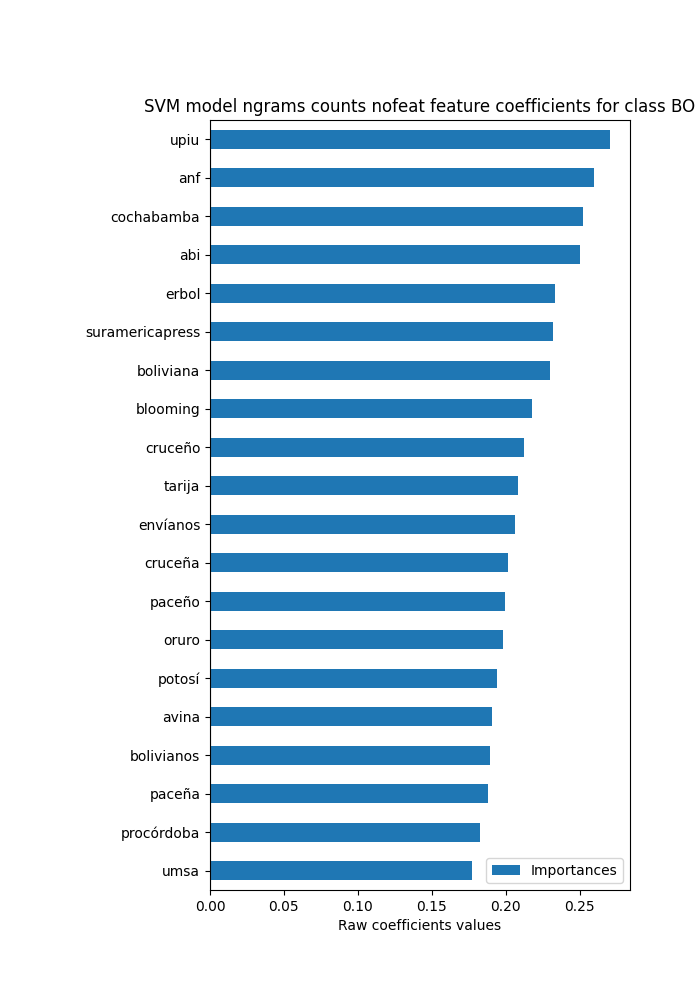 SVM model ngrams counts nofeat feature coefficients for class BO
upiu
anf
cochabamba
abi
erbol
suramericapress
boliviana
blooming
cruceño
tarija
envíanos
cruceña
paceño
oruro
potosí
avina
bolivianos
paceña
procórdoba
umsa
Importances
0.00 0.05 0.10 0.15 0.20 0.25
Raw coefficients values